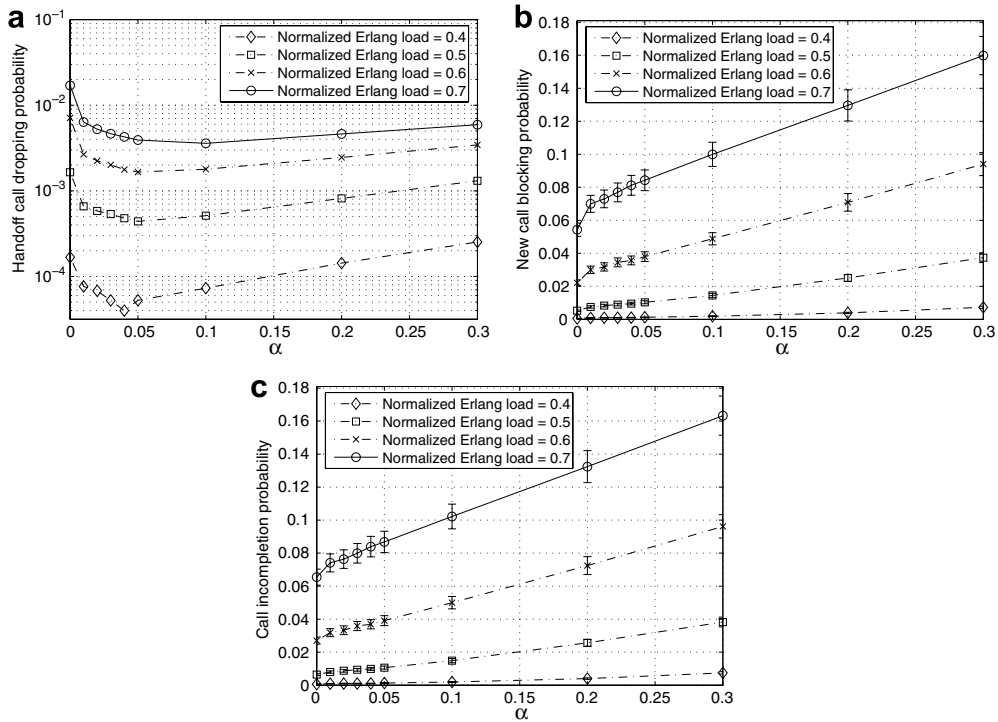 a
10⁻¹
10⁻²
10⁻³
10⁻⁴
Handoff call dropping probability
Normalized Erlang load = 0.4
Normalized Erlang load = 0.5
Normalized Erlang load = 0.6
Normalized Erlang load = 0.7
0 0.05 0.1 0.15 0.2 0.25 0.3
α
b
0.18
0.16
0.14
0.12
0.1
0.08
0.06
0.04
0.02
0
New call blocking probability
Normalized Erlang load = 0.4
Normalized Erlang load = 0.5
Normalized Erlang load = 0.6
Normalized Erlang load = 0.7
0 0.05 0.1 0.15 0.2 0.25 0.3
α
c
0.18
0.16
0.14
0.12
0.1
0.08
0.06
0.04
0.02
0
Call incompletion probability
Normalized Erlang load = 0.4
Normalized Erlang load = 0.5
Normalized Erlang load = 0.6
Normalized Erlang load = 0.7
0 0.05 0.1 0.15 0.2 0.25 0.3
α